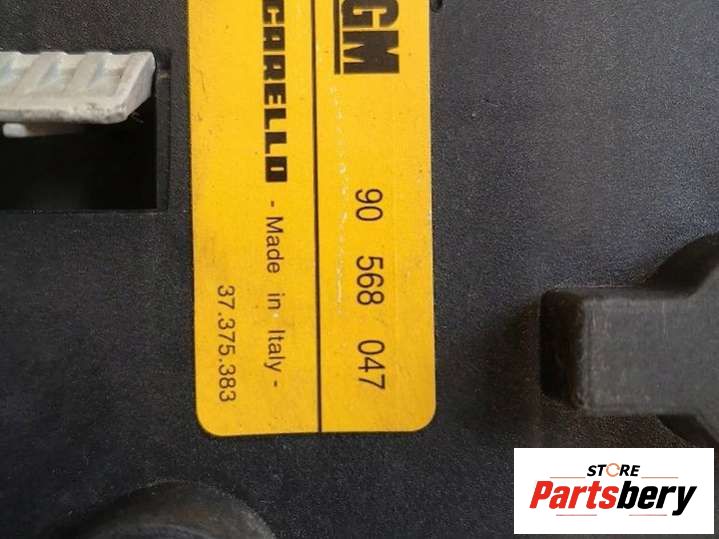 GM
90 568 047
CARELLO - Made in Italy -
37.375.383
STORE
Partsbery